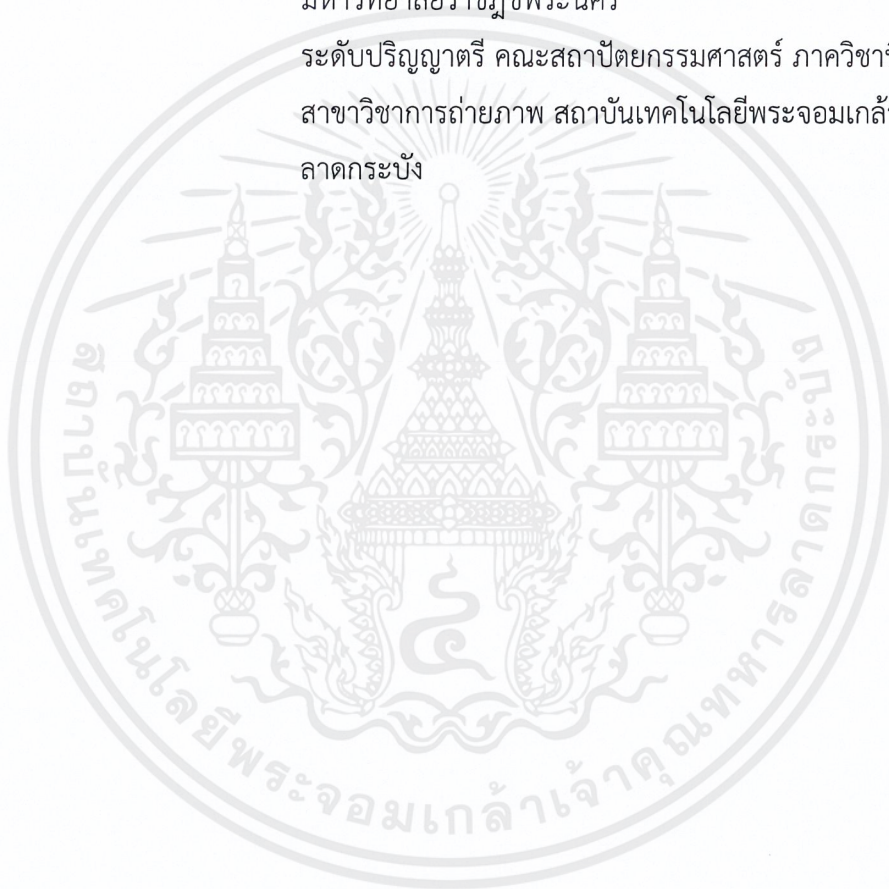 มหาวิทยาลัยราชภัฏพระนคร
ระดับปริญญาตรี คณะสถาปัตยกรรมศาสตร์ ภาควิชา
สาขาวิชาการถ่ายภาพ สถาบันเทคโนโลยีพระจอมเกล้า
ลาดกระบัง
สถาบันเทคโนโลยีพระจอมเกล้าเจ้าคุณทหารลาดกระบัง